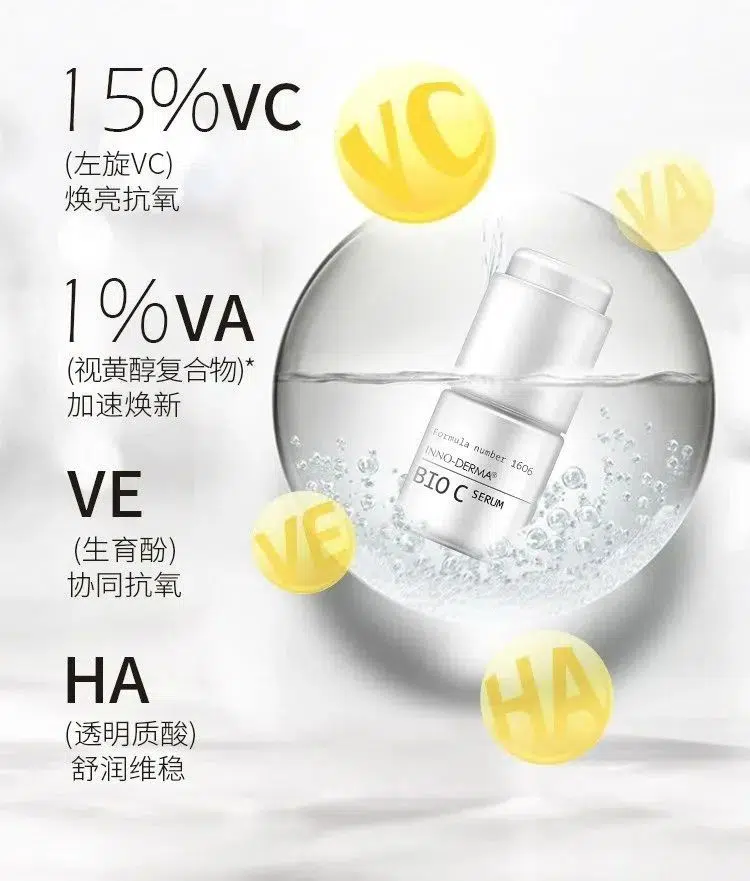 15%VC
(左旋VC)
焕亮抗氧
1%VA
(视黄醇复合物)*
加速焕新
VE
(生育酚)
协同抗氧
HA
(透明质酸)
舒润维稳
VC
VA
Formula number 1606
INNO-DERMA®
BIO C SERUM
VE
HA